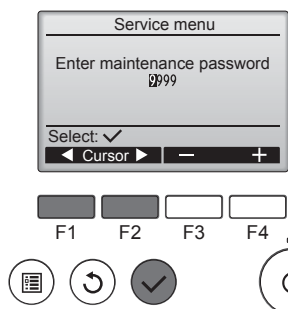 Service menu
Enter maintenance password
9999
Select: ✓
◀ Cursor ▶ − +
F1 F2 F3 F4